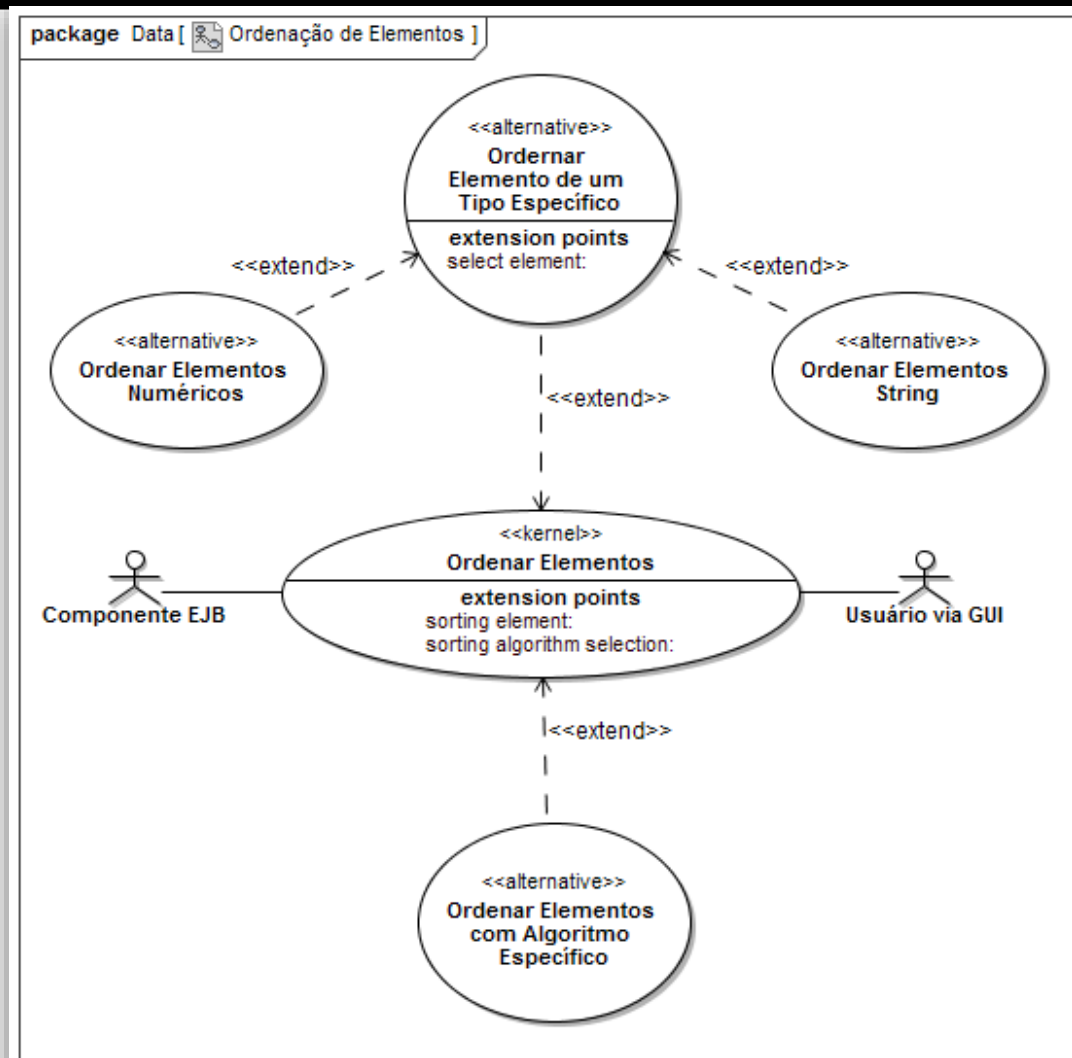 package Data [ Ordenação de Elementos ]
<<alternative>>
Ordernar
Elemento de um
Tipo Específico
extension points
select element:
<<extend>>
<<extend>>
<<alternative>>
Ordenar Elementos
Numéricos
<<alternative>>
Ordenar Elementos
String
<<extend>>
<<kernel>>
Ordenar Elementos
extension points
sorting element:
sorting algorithm selection:
Componente EJB
Usuário via GUI
<<extend>>
<<alternative>>
Ordenar Elementos
com Algoritmo
Específico